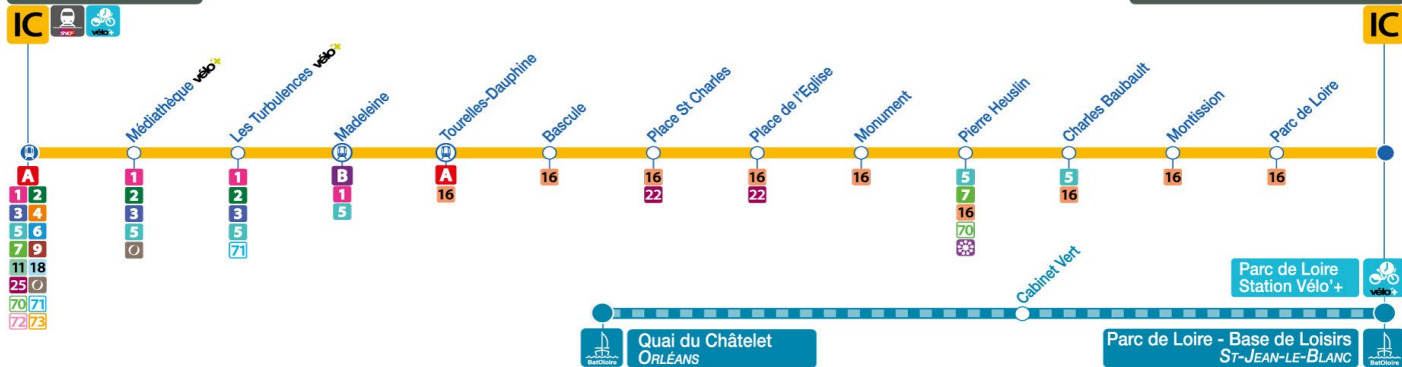 IC
SNCF
vélo+
IC
Médiathèque vélo+
Les Turbulences vélo+
Madeleine
Tourelles-Dauphine
Bascule
Place St Charles
Place de l'Eglise
Monument
Pierre Heuslin
Charles Baubault
Montission
Parc de Loire
A
1 2
3 4
5 6
7 9
11 18
25 O
70 71
72 73
1
2
3
5
O
1
2
3
5
71
B
1
5
A
16
16
16
22
16
22
16
5
7
16
70
5
16
16
16
Cabinet Vert
Parc de Loire
Station Vélo'+
vélo+
BatOloire
Quai du Châtelet
ORLÉANS
Parc de Loire - Base de Loisirs
ST-JEAN-LE-BLANC
BatOloire